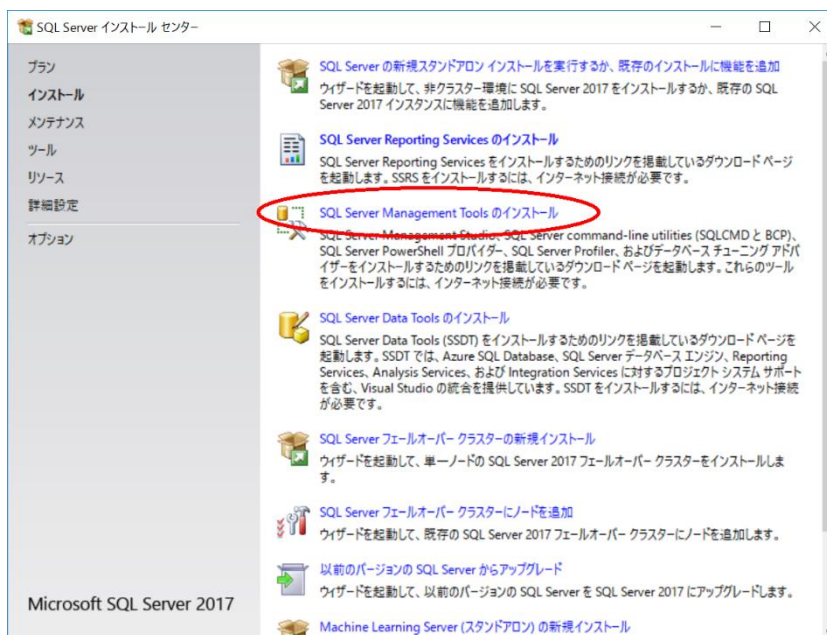 SQL Server インストール センター
プラン
インストール
メンテナンス
ツール
リソース
詳細設定
オプション
Microsoft SQL Server 2017
SQL Server の新規スタンドアロン インストールを実行するか、既存のインストールに機能を追加
ウィザードを起動して、非クラスター環境に SQL Server 2017 をインストールするか、既存の SQL
Server 2017 インスタンスに機能を追加します。
SQL Server Reporting Services のインストール
SQL Server Reporting Services をインストールするためのリンクを掲載しているダウンロード ページ
を起動します。SSRS をインストールするには、インターネット接続が必要です。
SQL Server Management Tools のインストール
SQL Server Management Studio、SQL Server command-line utilities (SQLCMD と BCP)、
SQL Server PowerShell プロバイダー、SQL Server Profiler、およびデータベース チューニング アドバ
イザーをインストールするためのリンクを掲載しているダウンロード ページを起動します。これらのツール
をインストールするには、インターネット接続が必要です。
SQL Server Data Tools のインストール
SQL Server Data Tools (SSDT) をインストールするためのリンクを掲載しているダウンロード ページを
起動します。SSDT では、Azure SQL Database、SQL Server データベース エンジン、Reporting
Services、Analysis Services、および Integration Services に対するプロジェクト システム サポート
を含む、Visual Studio の統合を提供しています。SSDT をインストールするには、インターネット接続
が必要です。
SQL Server フェールオーバー クラスターの新規インストール
ウィザードを起動して、単一ノードの SQL Server 2017 フェールオーバー クラスターをインストールしま
す。
SQL Server フェールオーバー クラスターにノードを追加
ウィザードを起動して、既存の SQL Server 2017 フェールオーバー クラスターにノードを追加します。
以前のバージョンの SQL Server からアップグレード
ウィザードを起動して、以前のバージョンの SQL Server を SQL Server 2017 にアップグレードします。
Machine Learning Server (スタンドアロン) の新規インストール